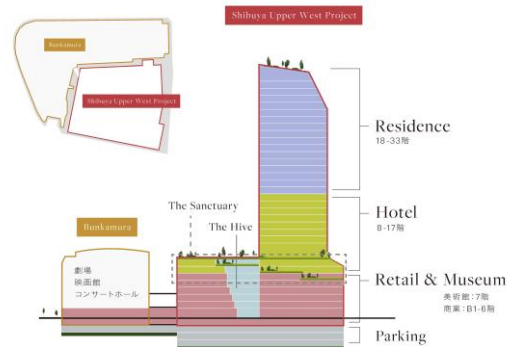 Shibuya Upper West Project
Bunkamura
Shibuya Upper West Project
Residence
18-33階
The Sanctuary
The Hive
Hotel
8-17階
Bunkamura
劇場
映画館
コンサートホール
Retail & Museum
美術館:7階
商業:B1-6階
Parking